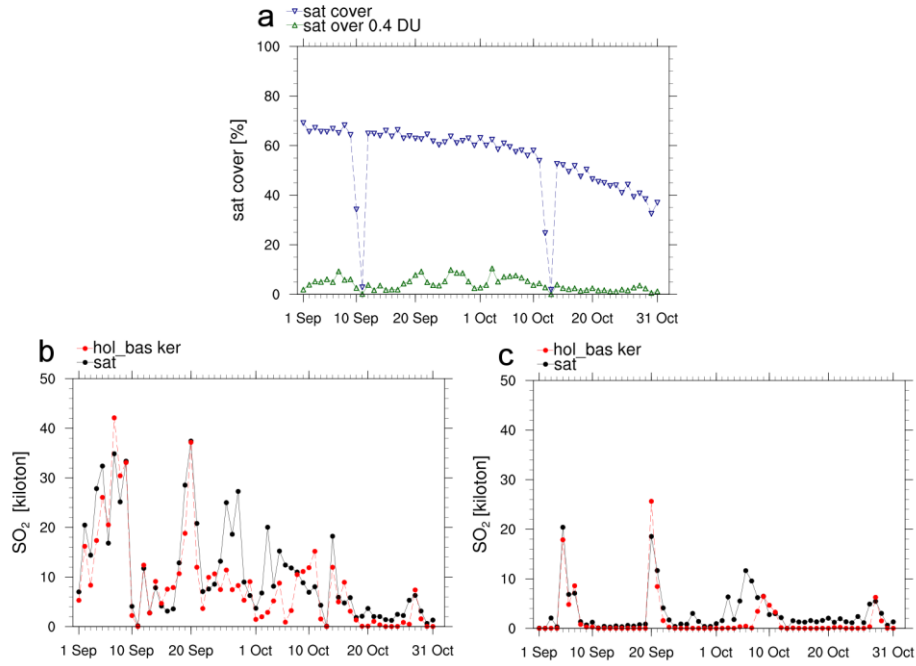 a
sat cover
sat over 0.4 DU
sat cover [%]
100
80
60
40
20
0
1 Sep 10 Sep 20 Sep 1 Oct 10 Oct 20 Oct 31 Oct
b
hol_bas ker
sat
SO2 [kiloton]
50
40
30
20
10
0
1 Sep 10 Sep 20 Sep 1 Oct 10 Oct 20 Oct 31 Oct
c
hol_bas ker
sat
SO2 [kiloton]
50
40
30
20
10
0
1 Sep 10 Sep 20 Sep 1 Oct 10 Oct 20 Oct 31 Oct